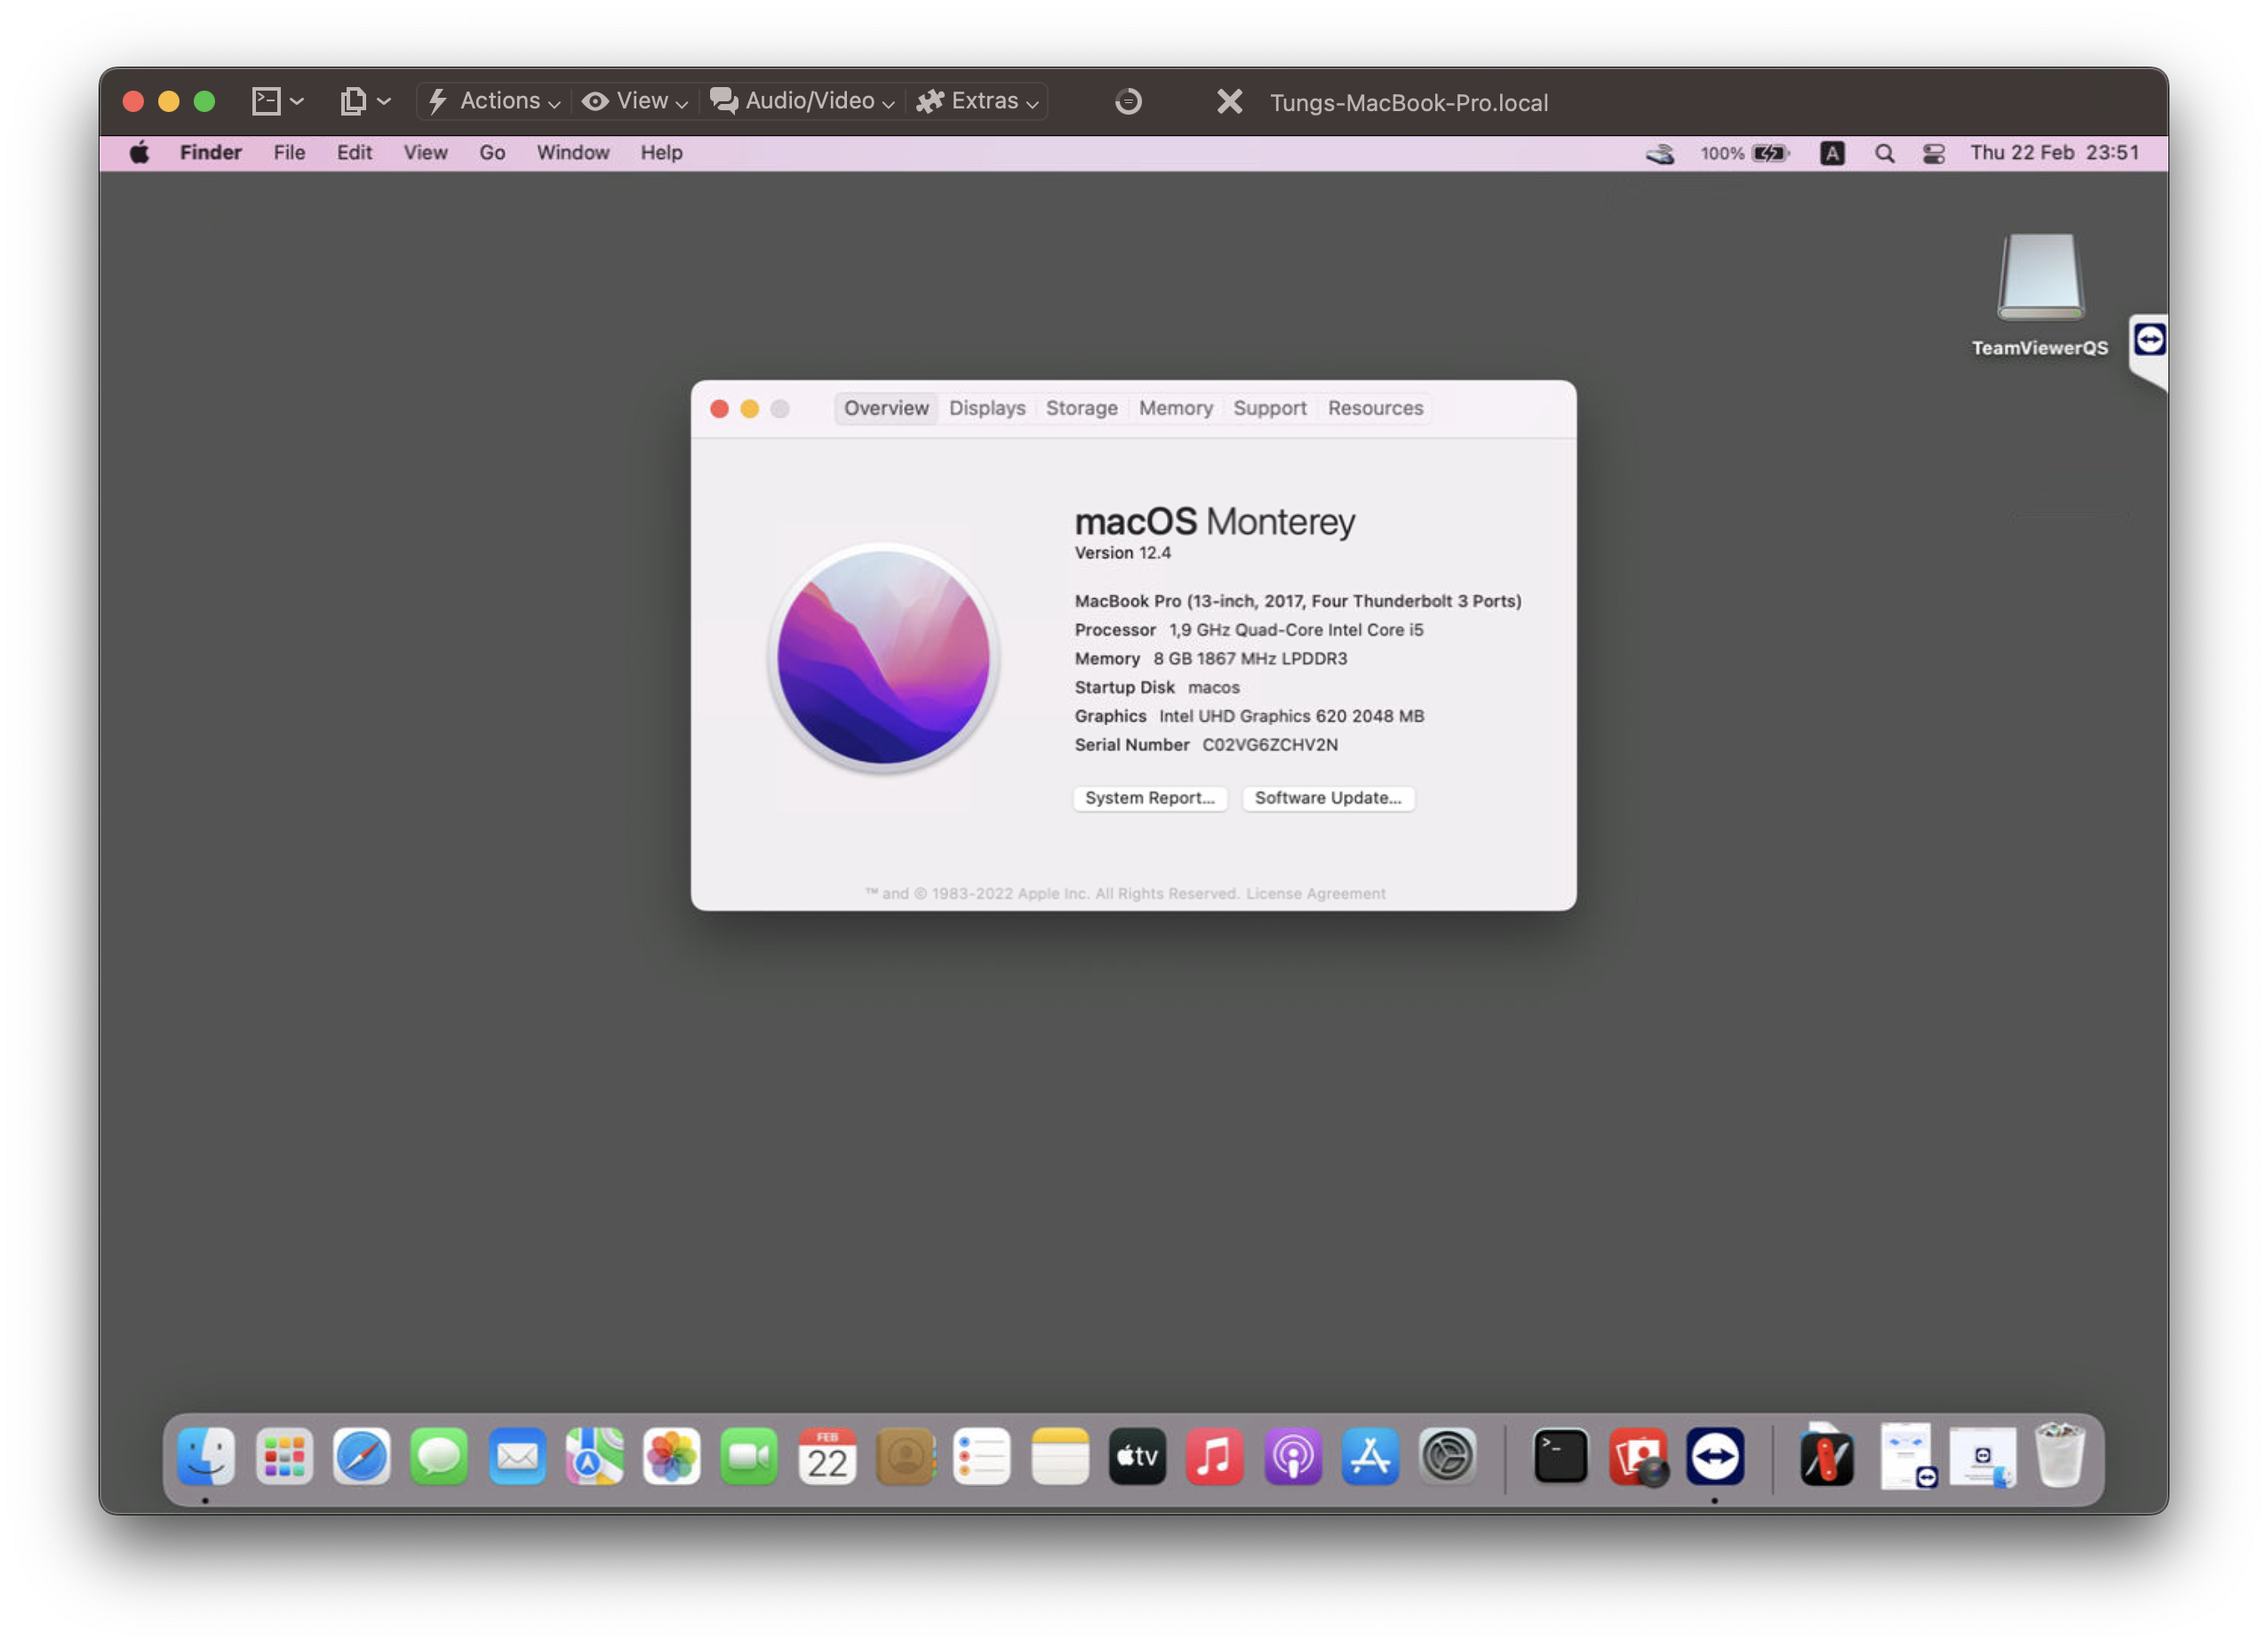 Actions View Audio/Video Extras Tungs-MacBook-Pro.local
Finder File Edit View Go Window Help 100% A Thu 22 Feb 23:51
TeamViewerQS
Overview Displays Storage Memory Support Resources
macOS Monterey
Version 12.4
MacBook Pro (13-inch, 2017, Four Thunderbolt 3 Ports)
Processor 1,9 GHz Quad-Core Intel Core i5
Memory 8 GB 1867 MHz LPDDR3
Startup Disk macos
Graphics Intel UHD Graphics 620 2048 MB
Serial Number C02VG6ZCHV2N
System Report... Software Update...
™ and © 1983-2022 Apple Inc. All Rights Reserved. License Agreement
FEB
22
tv